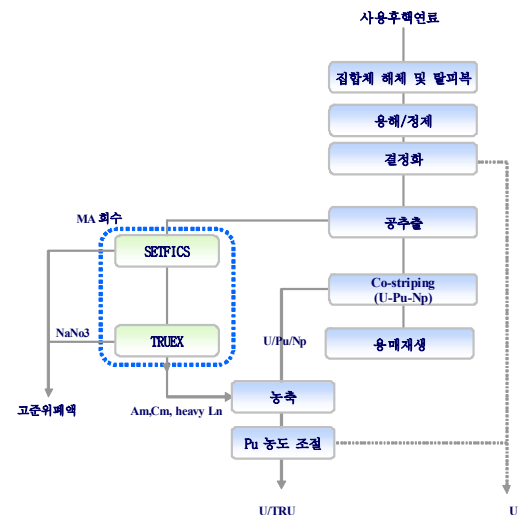 사용후핵연료
집합체 해체 및 탈피복
용해/정제
결정화
MA 회수
공추출
SETFICS
Co-striping
(U-Pu-Np)
NaNo3
TRUEX
U/Pu/Np
용매재생
고준위폐액
Am,Cm, heavy Ln
농축
Pu 농도 조절
U/TRU
U